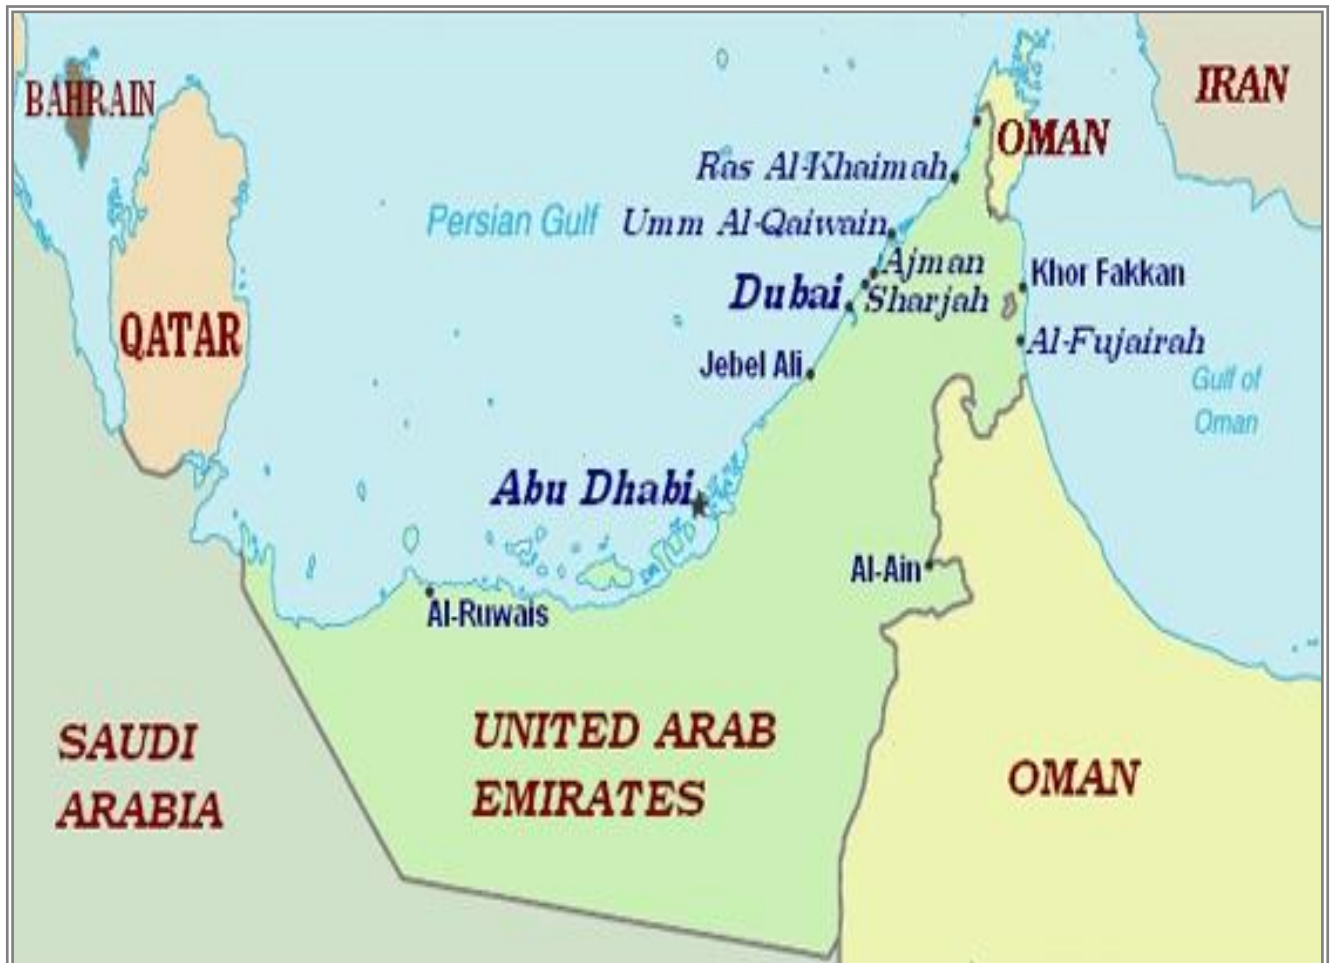 BAHRAIN
IRAN
OMAN
Ras Al-Khaimah
Persian Gulf
Umm Al-Qaiwain
Ajman
Khor Fakkan
Dubai
Sharjah
QATAR
Al-Fujairah
Jebel Ali
Gulf of
Oman
Abu Dhabi
Al-Ain
Al-Ruwais
SAUDI
ARABIA
UNITED ARAB
EMIRATES
OMAN